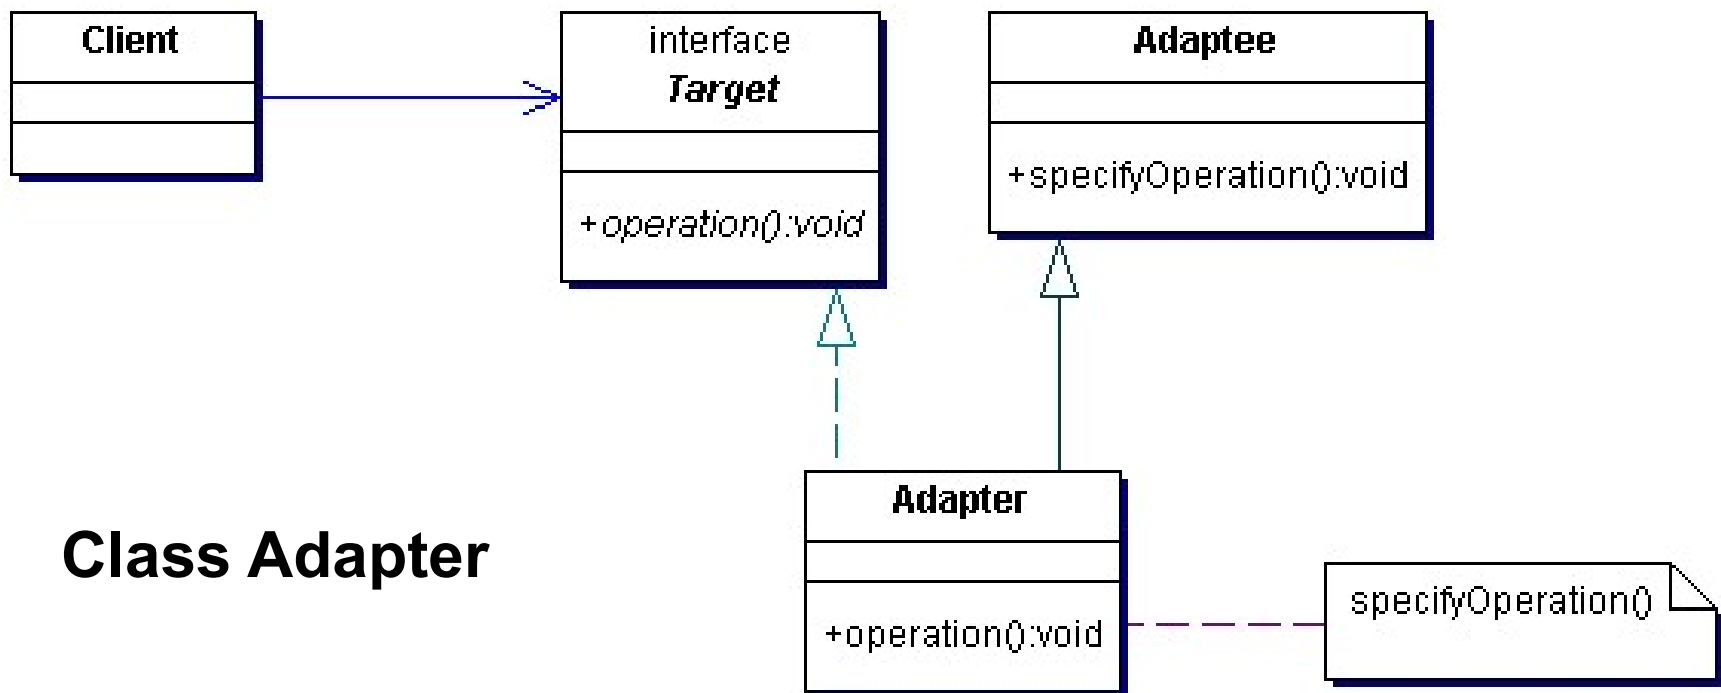 Client
interface
Target
+operation():void
Adaptee
+specifyOperation():void
Adapter
+operation():void
specifyOperation()
Class Adapter